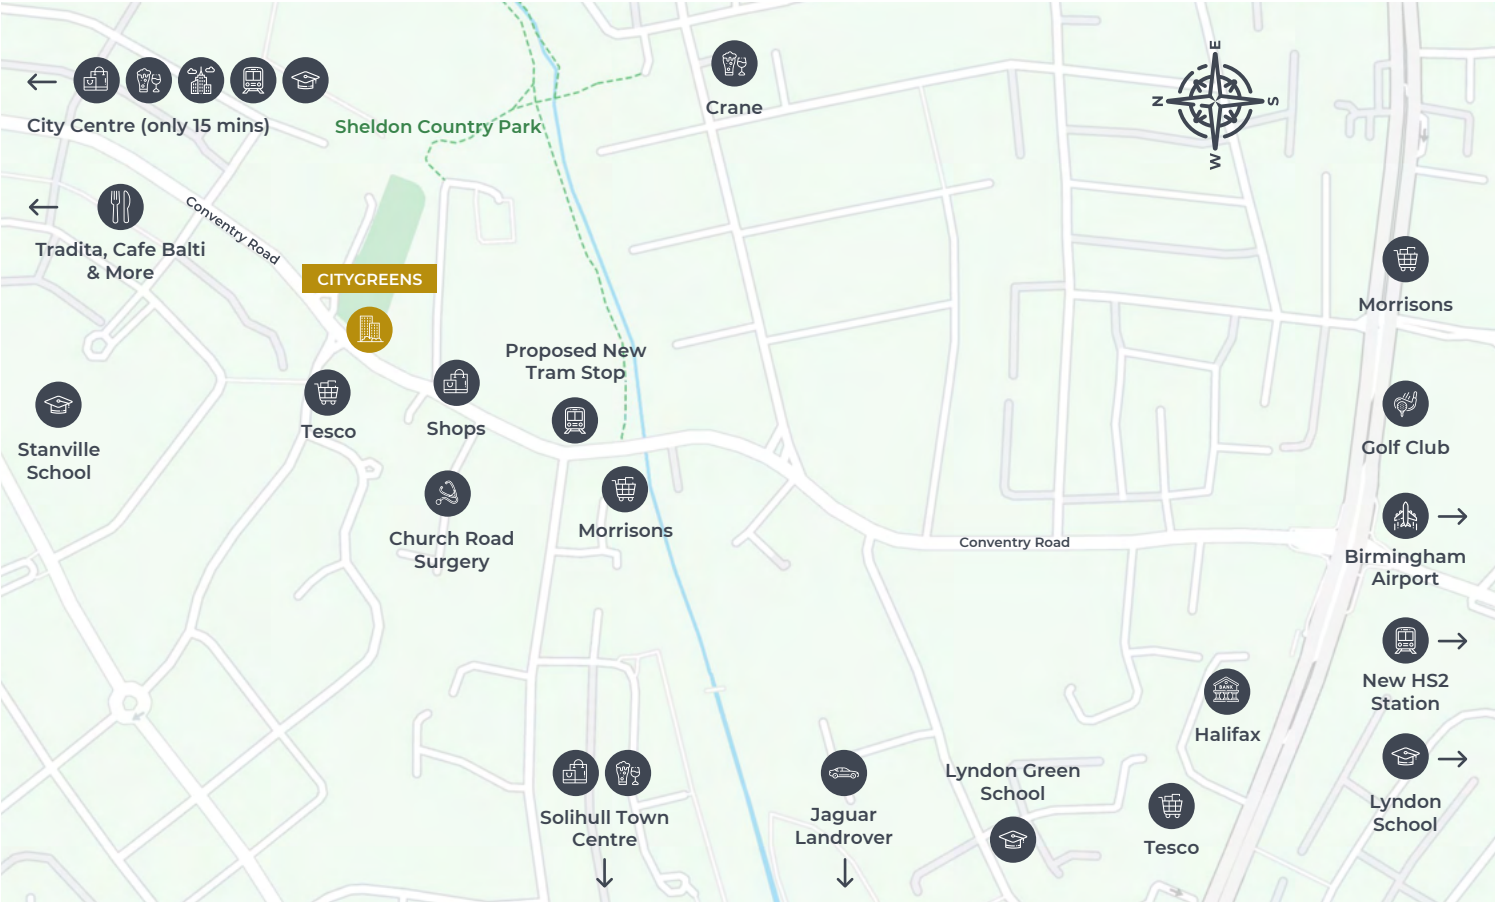 E
N
S
W
Crane
City Centre (only 15 mins)
Sheldon Country Park
Conventry Road
Tradita, Cafe Balti
& More
CITYGREENS
Morrisons
Proposed New
Tram Stop
Tesco
Shops
Stanville
School
Golf Club
Church Road
Surgery
Morrisons
Conventry Road
Birmingham
Airport
New HS2
Station
BANK
Halifax
Solihull Town
Centre
Jaguar
Landrover
Lyndon Green
School
Tesco
Lyndon
School